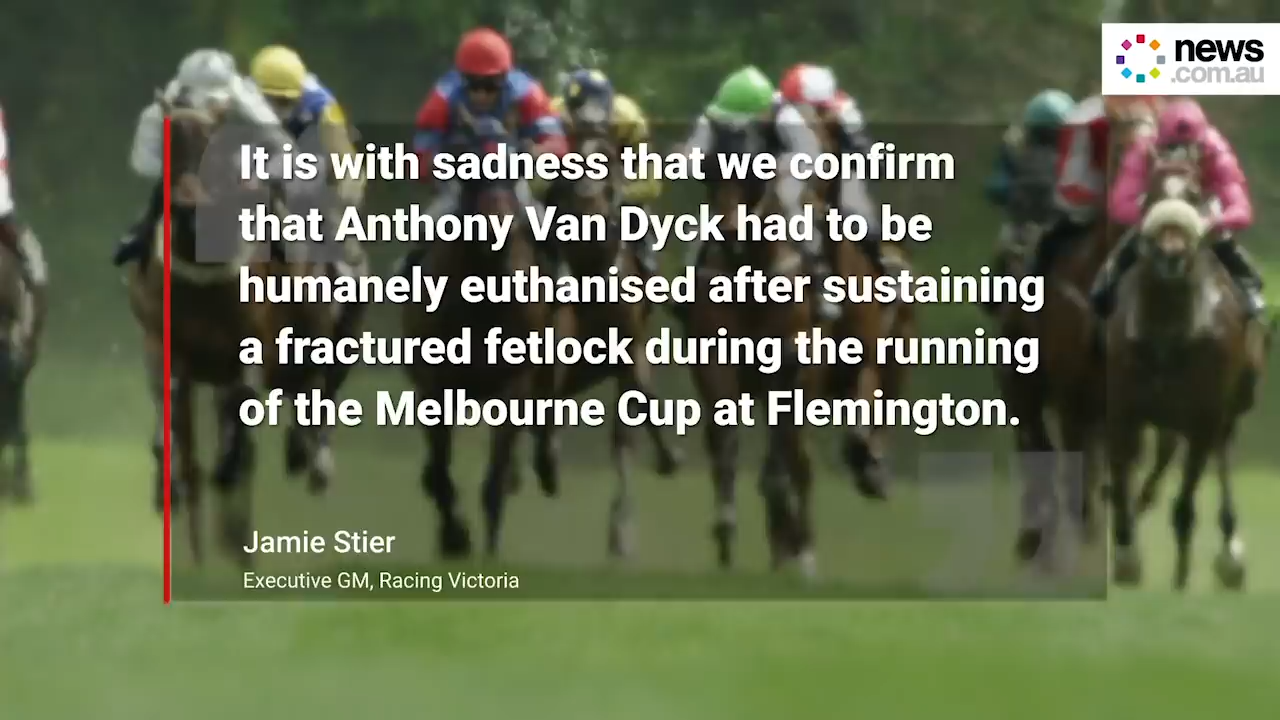 news
.com.au
It is with sadness that we confirm
that Anthony Van Dyck had to be
humanely euthanised after sustaining
a fractured fetlock during the running
of the Melbourne Cup at Flemington.
Jamie Stier
Executive GM, Racing Victoria